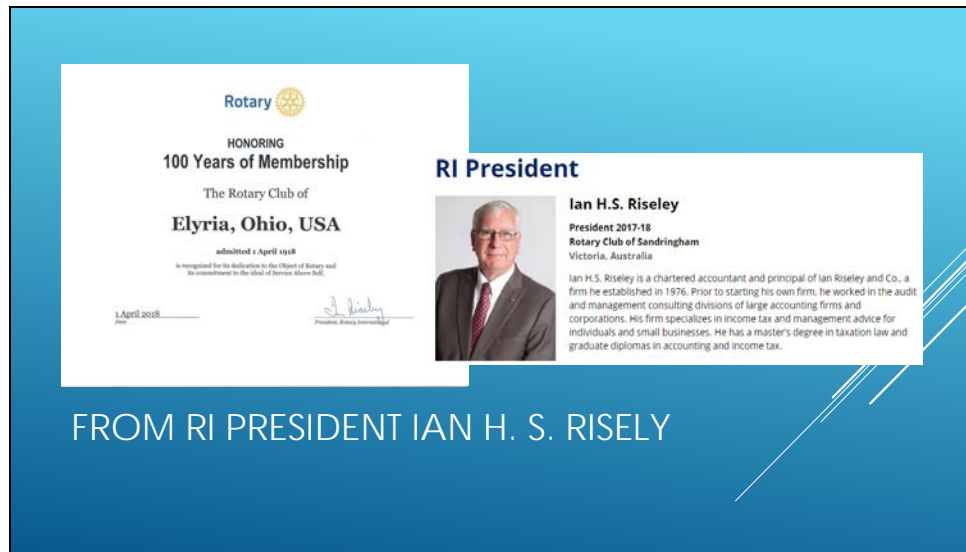 Rotary
HONORING
100 Years of Membership
The Rotary Club of
Elyria, Ohio, USA
admitted 1 April 1918
is recognized for its dedication to the Object of Rotary and
its commitment to the ideal of Service Above Self.
1 April 2018
Date
President, Rotary International
RI President
Ian H.S. Riseley
President 2017-18
Rotary Club of Sandringham
Victoria, Australia
Ian H.S. Riseley is a chartered accountant and principal of Ian Riseley and Co., a
firm he established in 1976. Prior to starting his own firm, he worked in the audit
and management consulting divisions of large accounting firms and
corporations. His firm specializes in income tax and management advice for
individuals and small businesses. He has a master's degree in taxation law and
graduate diplomas in accounting and income tax.
FROM RI PRESIDENT IAN H. S. RISELY